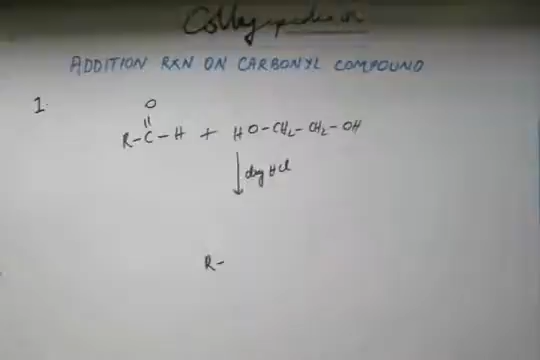 ADDITION RXN ON CARBONYL COMPOUND
1.
O
||
R-C-H + HO-CH2-CH2-OH
↓ dry HCl
R-